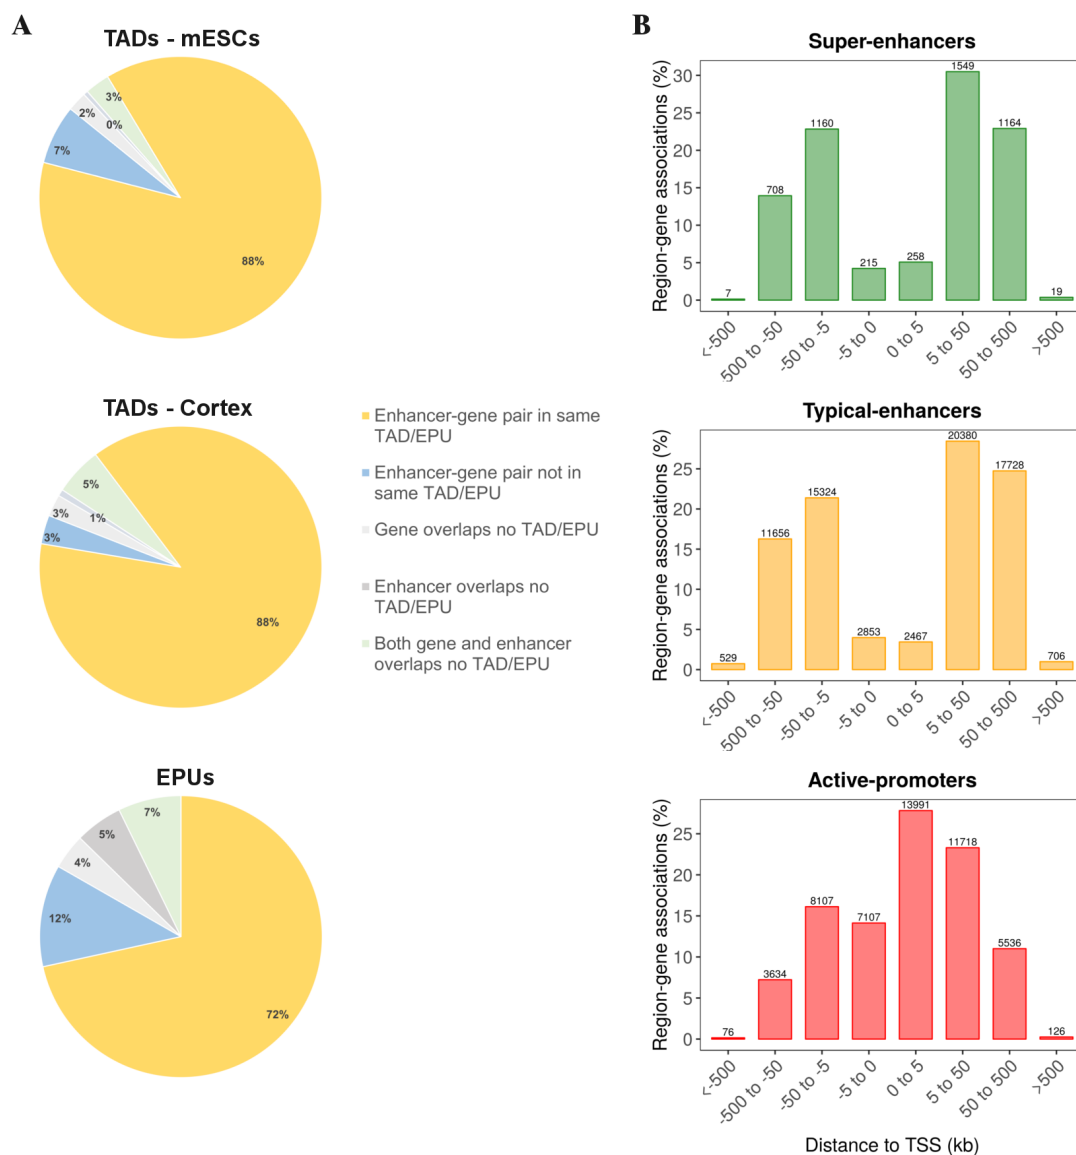 A
TADs - mESCs
3%
2%
0%
7%
88%
TADs - Cortex
5%
3%
1%
3%
88%
Enhancer-gene pair in same
TAD/EPU
Enhancer-gene pair not in
same TAD/EPU
Gene overlaps no TAD/EPU
Enhancer overlaps no
TAD/EPU
Both gene and enhancer
overlaps no TAD/EPU
EPUs
7%
5%
4%
12%
72%
B
Super-enhancers
Region-gene associations (%)
30
25
20
15
10
5
0
7
708
1160
215
258
1549
1164
19
<-500
-500 to -50
-50 to -5
-5 to 0
0 to 5
5 to 50
50 to 500
>500
Typical-enhancers
Region-gene associations (%)
25
20
15
10
5
0
529
11656
15324
2853
2467
20380
17728
706
<-500
-500 to -50
-50 to -5
-5 to 0
0 to 5
5 to 50
50 to 500
>500
Active-promoters
Region-gene associations (%)
25
20
15
10
5
0
76
3634
8107
7107
13991
11718
5536
126
<-500
-500 to -50
-50 to -5
-5 to 0
0 to 5
5 to 50
50 to 500
>500
Distance to TSS (kb)